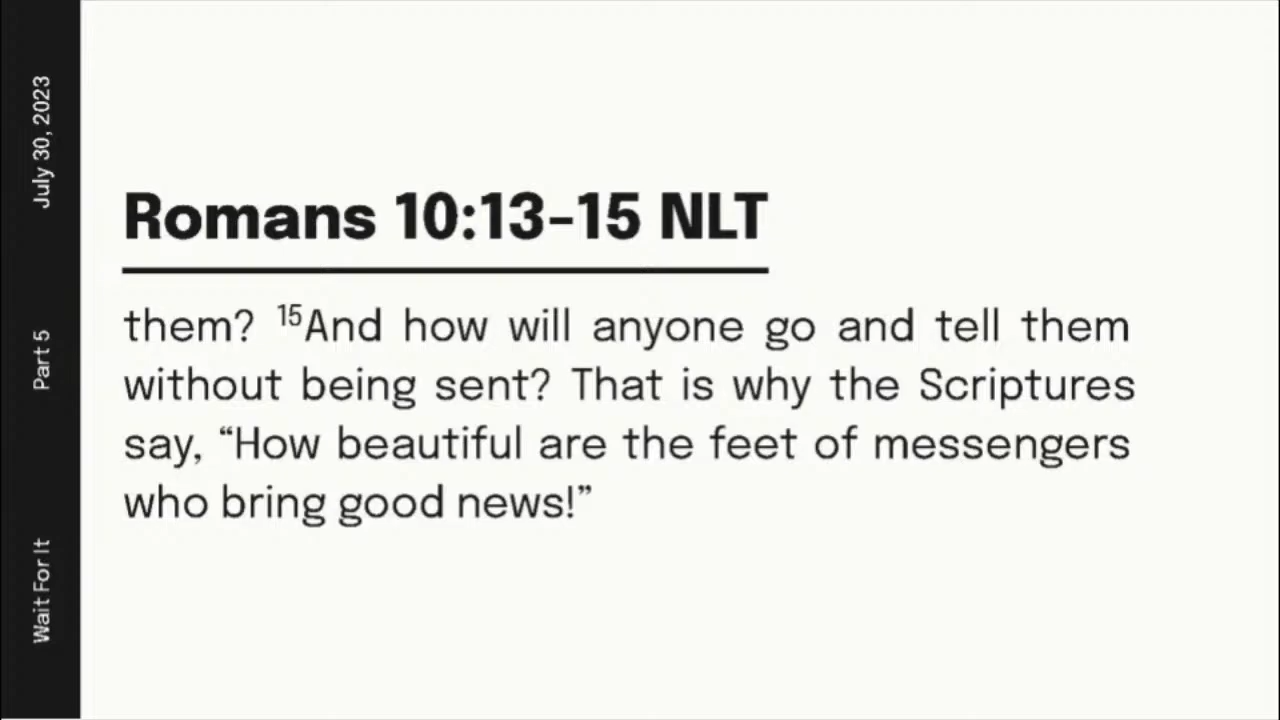 July 30, 2023
Part 5
Wait For It
Romans 10:13–15 NLT
them? ¹⁵And how will anyone go and tell them
without being sent? That is why the Scriptures
say, “How beautiful are the feet of messengers
who bring good news!”